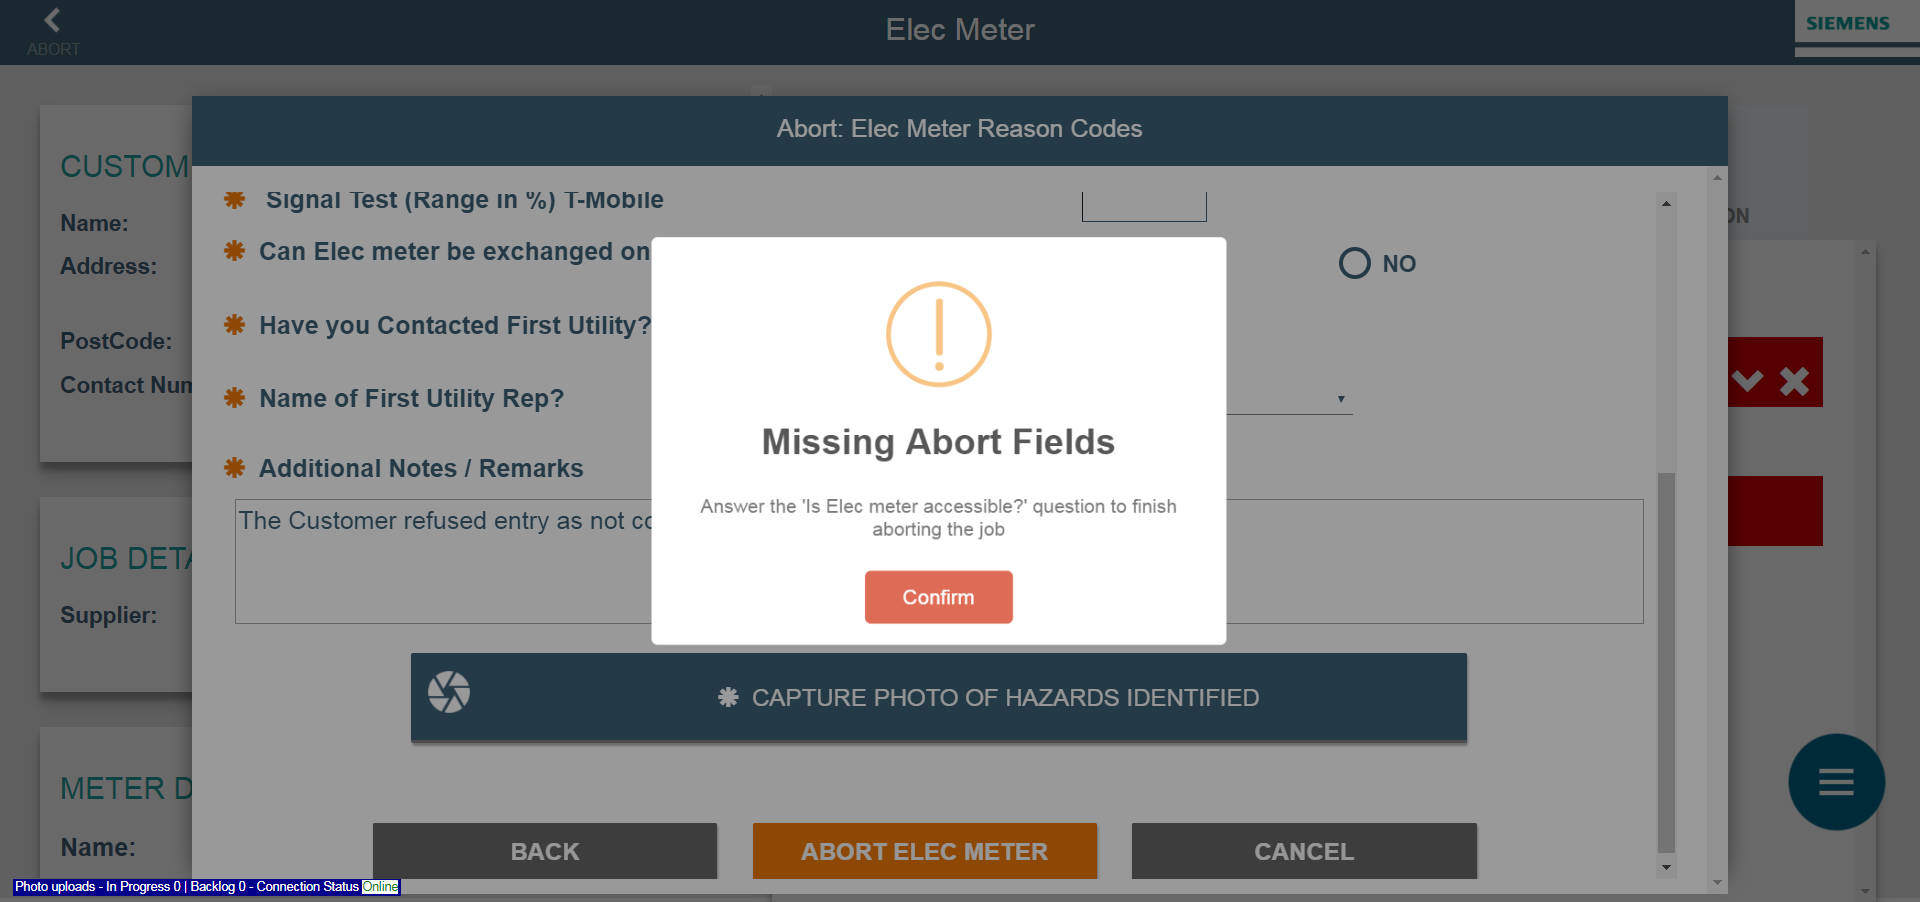 ABORT
Elec Meter
SIEMENS
Abort: Elec Meter Reason Codes
CUSTOM
Name:
Address:
PostCode:
Contact Num
JOB DETA
Supplier:
METER D
Name:
Signal Test (Range in %) T-Mobile
Can Elec meter be exchanged on
NO
Have you Contacted First Utility?
Name of First Utility Rep?
Additional Notes / Remarks
The Customer refused entry as not co
ON
Missing Abort Fields
Answer the 'Is Elec meter accessible?' question to finish
aborting the job
Confirm
CAPTURE PHOTO OF HAZARDS IDENTIFIED
BACK
ABORT ELEC METER
CANCEL
Photo uploads - In Progress 0 | Backlog 0 - Connection Status Online